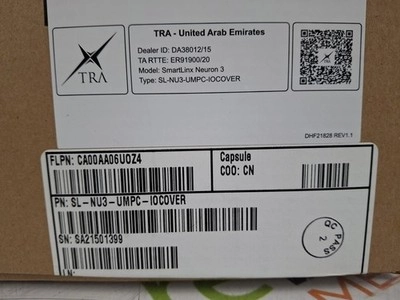 TRA - United Arab Emirates
Dealer ID: DA38012/15
TA RTTE: ER91900/20
Model: SmartLinx Neuron 3
Type: SL-NU3-UMPC-IOCOVER
TRA
DHF21828 REV1.1
FLPN: CA00AA06UOZ4
Capsule
COO: CN
PN: SL-NU3-UMPC-IOCOVER
SN: SA21501399
QC PASS
2